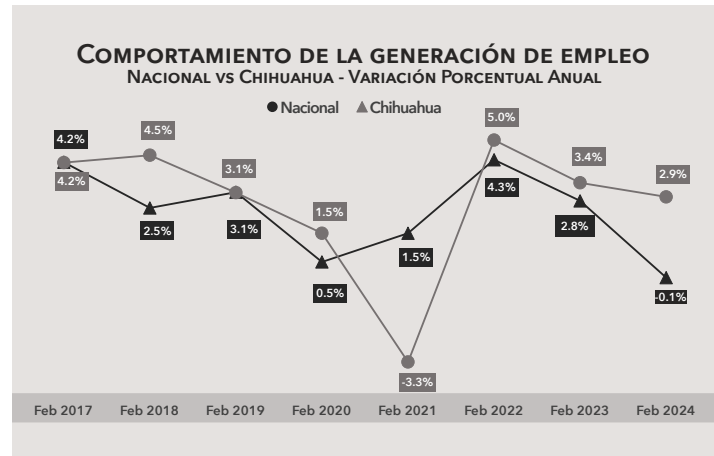 COMPORTAMIENTO DE LA GENERACIÓN DE EMPLEO
NACIONAL VS CHIHUAHUA - VARIACIÓN PORCENTUAL ANUAL
Nacional Chihuahua
4.2% 4.5% 3.1% 1.5% 5.0% 3.4% 2.9%
4.2% 2.5% 3.1% 0.5% 1.5% 4.3% 2.8% -0.1%
-3.3%
Feb 2017 Feb 2018 Feb 2019 Feb 2020 Feb 2021 Feb 2022 Feb 2023 Feb 2024